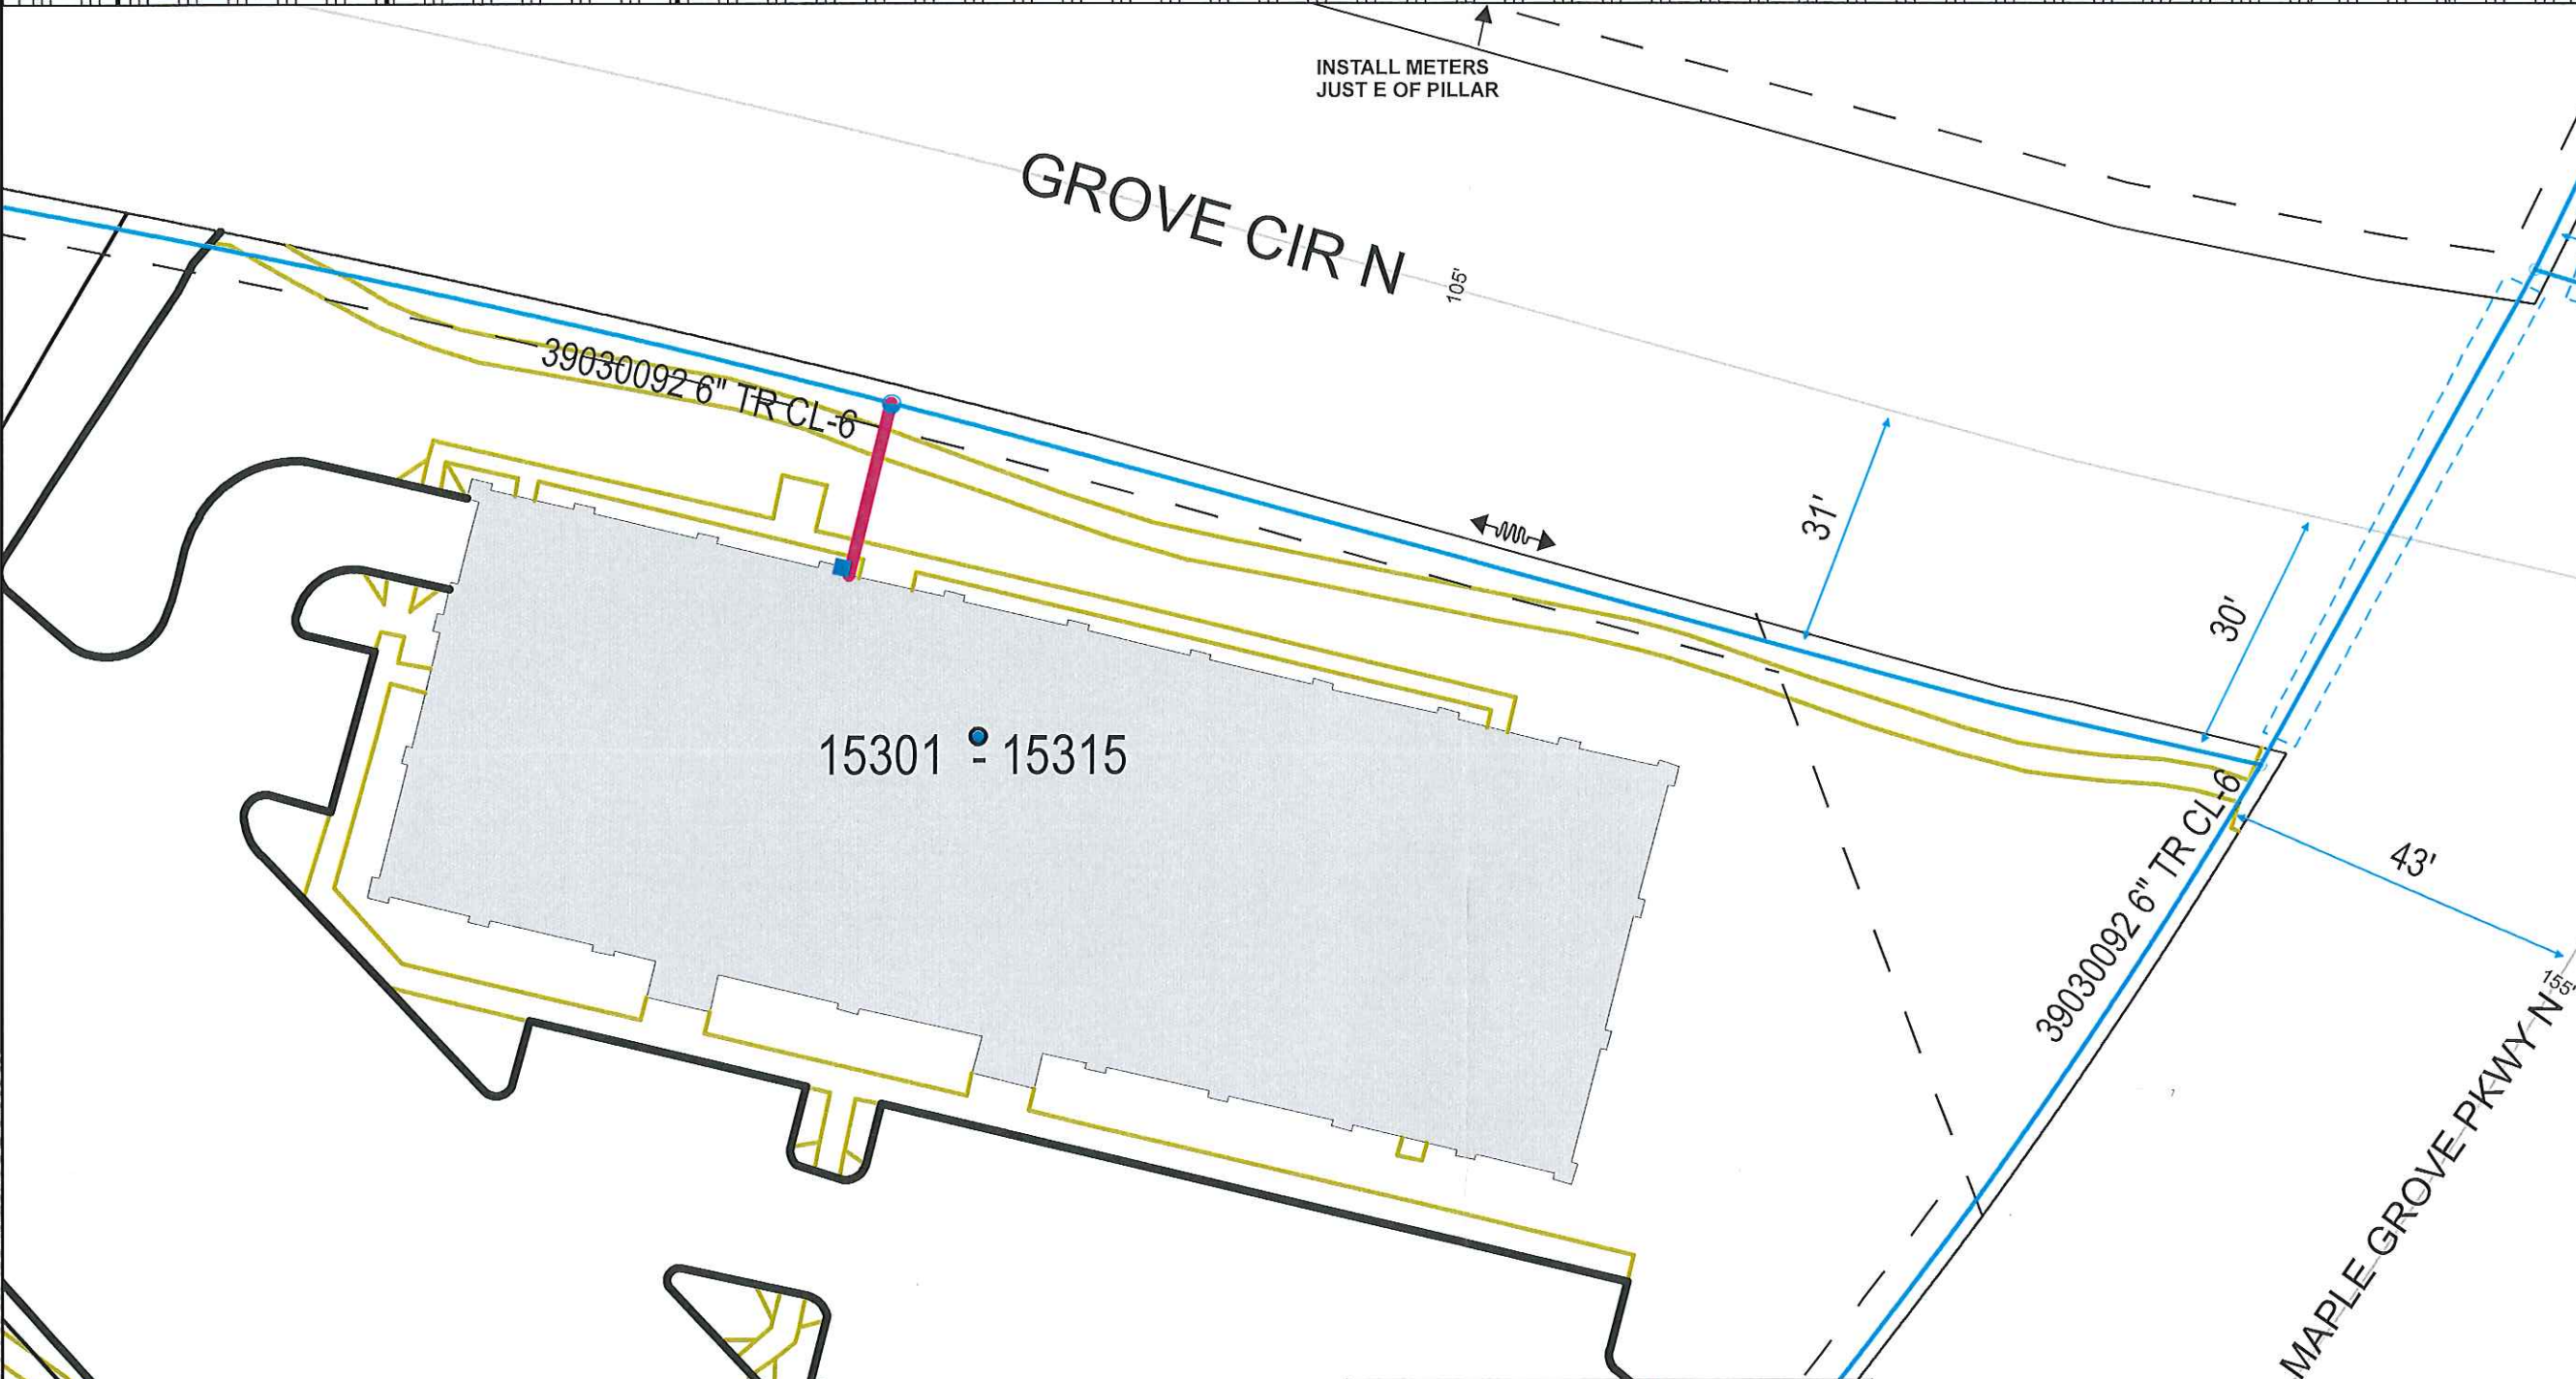 INSTALL METERS
JUST E OF PILLAR
GROVE CIR N
105'
39030092 6" TR CL-6
31'
30'
15301 - 15315
39030092 6" TR CL-6
43'
155'
MAPLE GROVE PKWY N